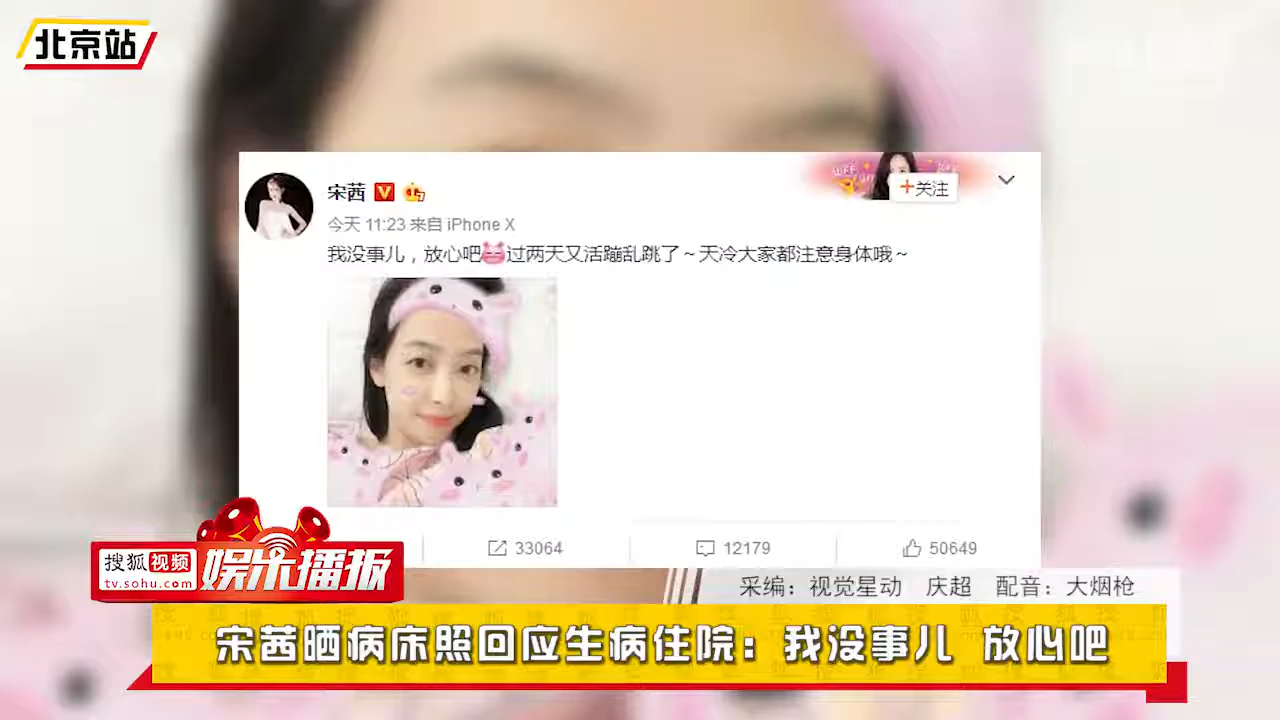 北京站
宋茜
+关注
今天 11:23 来自 iPhone X
我没事儿，放心吧 过两天又活蹦乱跳了～天冷大家都注意身体哦～
33064
12179
50649
搜狐视频
tv.sohu.com
娱乐播报
采编：视觉星动 庆超 配音：大烟枪
宋茜晒病床照回应生病住院：我没事儿 放心吧